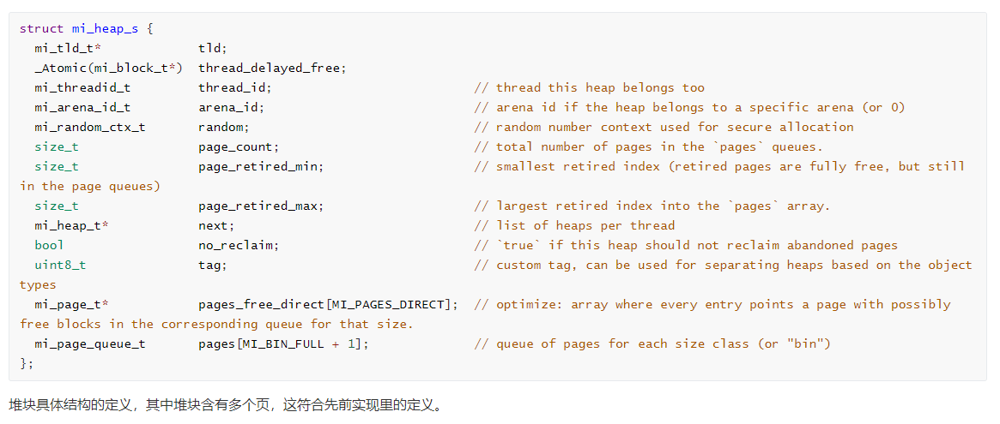 struct mi_heap_s {
mi_tld_t* tld;
_Atomic(mi_block_t*) thread_delayed_free;
mi_threadid_t thread_id; // thread this heap belongs too
mi_arena_id_t arena_id; // arena id if the heap belongs to a specific arena (or 0)
mi_random_ctx_t random; // random number context used for secure allocation
size_t page_count; // total number of pages in the `pages` queues.
size_t page_retired_min; // smallest retired index (retired pages are fully free, but still
in the page queues)
size_t page_retired_max; // largest retired index into the `pages` array.
mi_heap_t* next; // list of heaps per thread
bool no_reclaim; // `true` if this heap should not reclaim abandoned pages
uint8_t tag; // custom tag, can be used for separating heaps based on the object
types
mi_page_t* pages_free_direct[MI_PAGES_DIRECT]; // optimize: array where every entry points a page with possibly
free blocks in the corresponding queue for that size.
mi_page_queue_t pages[MI_BIN_FULL + 1]; // queue of pages for each size class (or "bin")
};
堆块具体结构的定义，其中堆块含有多个页，这符合先前实现里的定义。